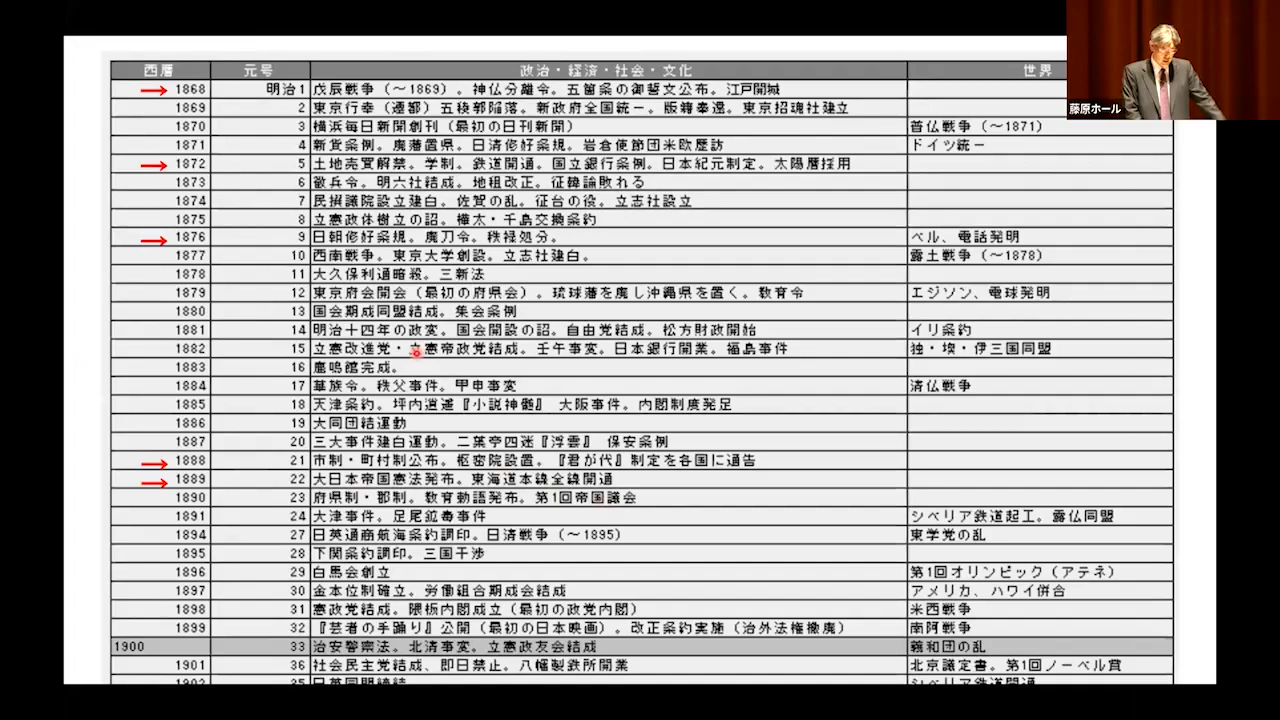 西暦 元号 政治・経済・社会・文化 世界
藤原ホール
→ 1868 明治1 戊辰戦争（～1869）。神仏分離令。五箇条の御誓文公布。江戸開城
1869 2 東京行幸（遷都）五稜郭陥落。新政府全国統一。版籍奉還。東京招魂社建立
1870 3 横浜毎日新聞創刊（最初の日刊新聞） 普仏戦争（～1871）
1871 4 新貨条例。廃藩置県。日清修好条規。岩倉使節団米欧歴訪 ドイツ統一
→ 1872 5 土地売買解禁。学制。鉄道開通。国立銀行条例。日本紀元制定。太陽暦採用
1873 6 徴兵令。明六社結成。地租改正。征韓論敗れる
1874 7 民撰議院設立建白。佐賀の乱。征台の役。立志社設立
1875 8 立憲政体樹立の詔。樺太・千島交換条約
→ 1876 9 日朝修好条規。廃刀令。秩禄処分。 ベル、電話発明
1877 10 西南戦争。東京大学創設。立志社建白。 露土戦争（～1878）
1878 11 大久保利通暗殺。三新法
1879 12 東京府会開会（最初の府県会）。琉球藩を廃し沖縄県を置く。教育令 エジソン、電球発明
1880 13 国会期成同盟結成。集会条例
1881 14 明治十四年の政変。国会開設の詔。自由党結成。松方財政開始 イリ条約
1882 15 立憲改進党・立憲帝政党結成。壬午事変。日本銀行開業。福島事件 独・墺・伊三国同盟
1883 16 鹿鳴館完成。
1884 17 華族令。秩父事件。甲申事変 清仏戦争
1885 18 天津条約。坪内逍遥『小説神髄』 大阪事件。内閣制度発足
1886 19 大同団結運動
1887 20 三大事件建白運動。二葉亭四迷『浮雲』 保安条例
→ 1888 21 市制・町村制公布。枢密院設置。『君が代』制定を各国に通告
→ 1889 22 大日本帝国憲法発布。東海道本線全線開通
1890 23 府県制・郡制。教育勅語発布。第1回帝国議会
1891 24 大津事件。足尾鉱毒事件 シベリア鉄道起工。露仏同盟
1894 27 日英通商航海条約調印。日清戦争（～1895） 東学党の乱
1895 28 下関条約調印。三国干渉
1896 29 白馬会創立 第1回オリンピック（アテネ）
1897 30 金本位制確立。労働組合期成会結成 アメリカ、ハワイ併合
1898 31 憲政党結成。隈板内閣成立（最初の政党内閣） 米西戦争
1899 32 『芸者の手踊り』公開（最初の日本映画）。改正条約実施（治外法権撤廃） 南阿戦争
1900 33 治安警察法。北清事変。立憲政友会結成 義和団の乱
1901 36 社会民主党結成、即日禁止。八幡製鉄所開業 北京議定書。第1回ノーベル賞
1902 35 日英同盟締結 シベリア鉄道開通